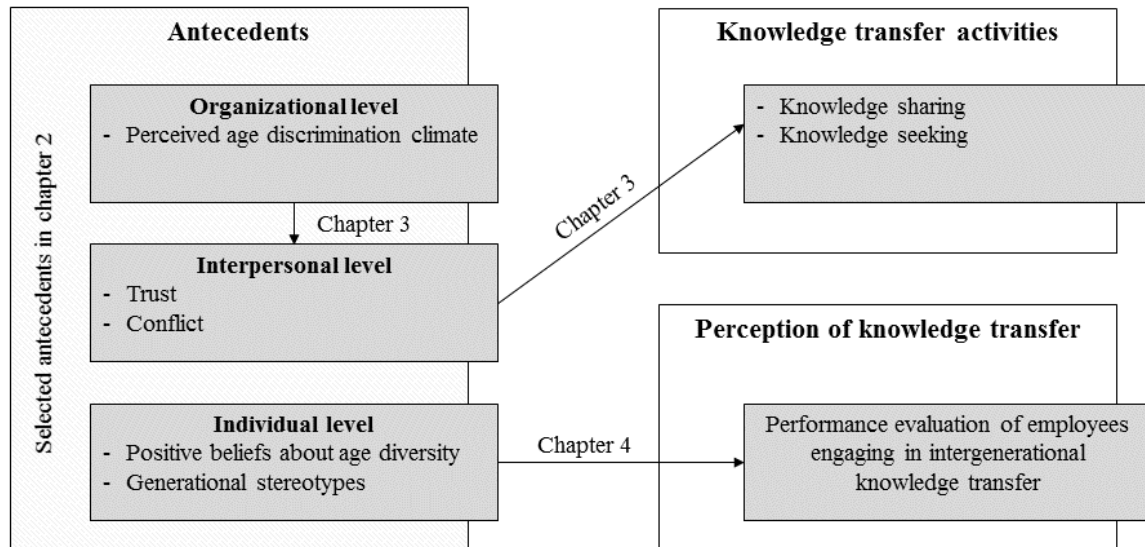 Selected antecedents in chapter 2
Antecedents
Organizational level
- Perceived age discrimination climate
Chapter 3
Interpersonal level
- Trust
- Conflict
Individual level
- Positive beliefs about age diversity
- Generational stereotypes
Chapter 3
Chapter 4
Knowledge transfer activities
- Knowledge sharing
- Knowledge seeking
Perception of knowledge transfer
Performance evaluation of employees
engaging in intergenerational
knowledge transfer